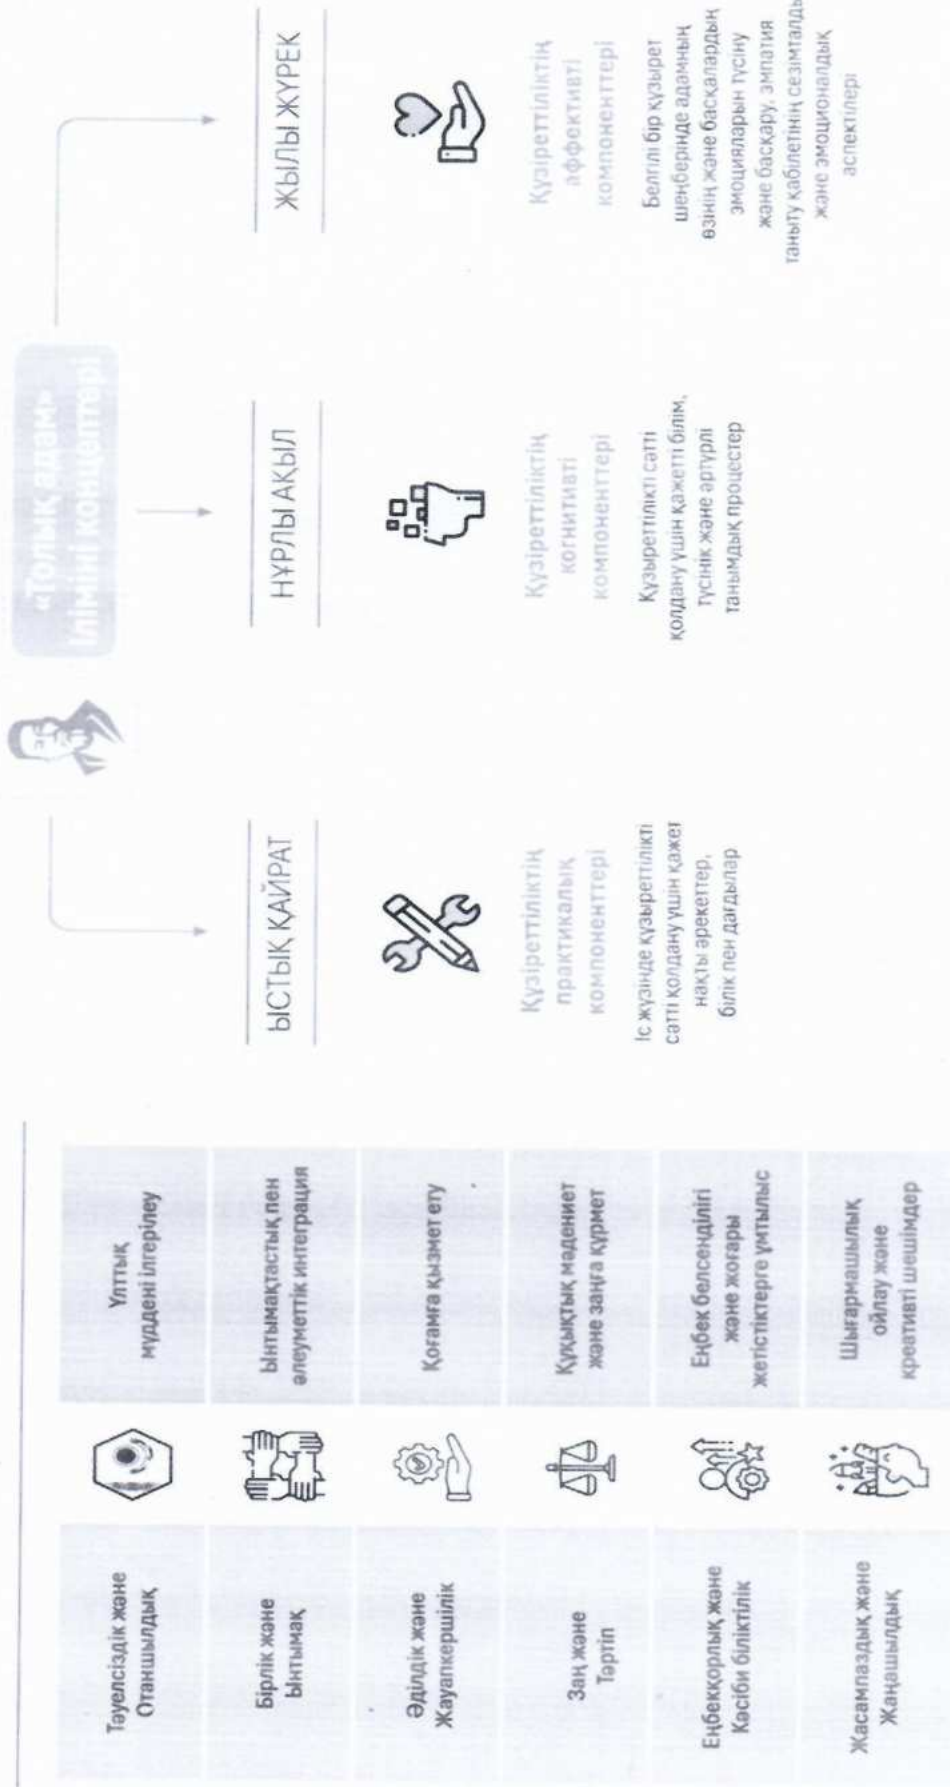 Тәуелсіздік және
Отаншылдық
Ұлттық
мүддені ілгерілеу
Бірлік және
Ынтымақ
Ынтымақтастық пен
әлеуметтік интеграция
Әділдік және
Жауапкершілік
Қоғамға қызмет ету
Заң және
Тәртіп
Құқықтық мәдениет
және заңға құрмет
Еңбекқорлық және
Кәсіби біліктілік
Еңбек белсенділігі
және жоғары
жетістіктерге ұмтылыс
Жасампаздық және
Жаңашылдық
Шығармашылық
ойлау және
креативті шешімдер
«Толық адам»
ілімінi концептері
ЫСТЫҚ ҚАЙРАТ
Құзіреттіліктің
практикалық
компоненттері
Іс жүзінде құзыреттілікті
сәтті қолдану үшін қажет
нақты әрекеттер,
білік пен дағдылар
НҰРЛЫ АҚЫЛ
Құзіреттіліктің
когнитивті
компоненттері
Құзыреттілікті сәтті
қолдану үшін қажетті білім,
түсінік және әртүрлі
танымдық процестер
ЖЫЛЫ ЖҮРЕК
Құзіреттіліктің
аффективті
компоненттері
Белгілі бір құзырет
шеңберінде адамның
өзінің және басқалардың
эмоцияларын түсіну
және басқару, эмпатия
таныту қабілетінің сезімталды
және эмоционалдық
аспектілері